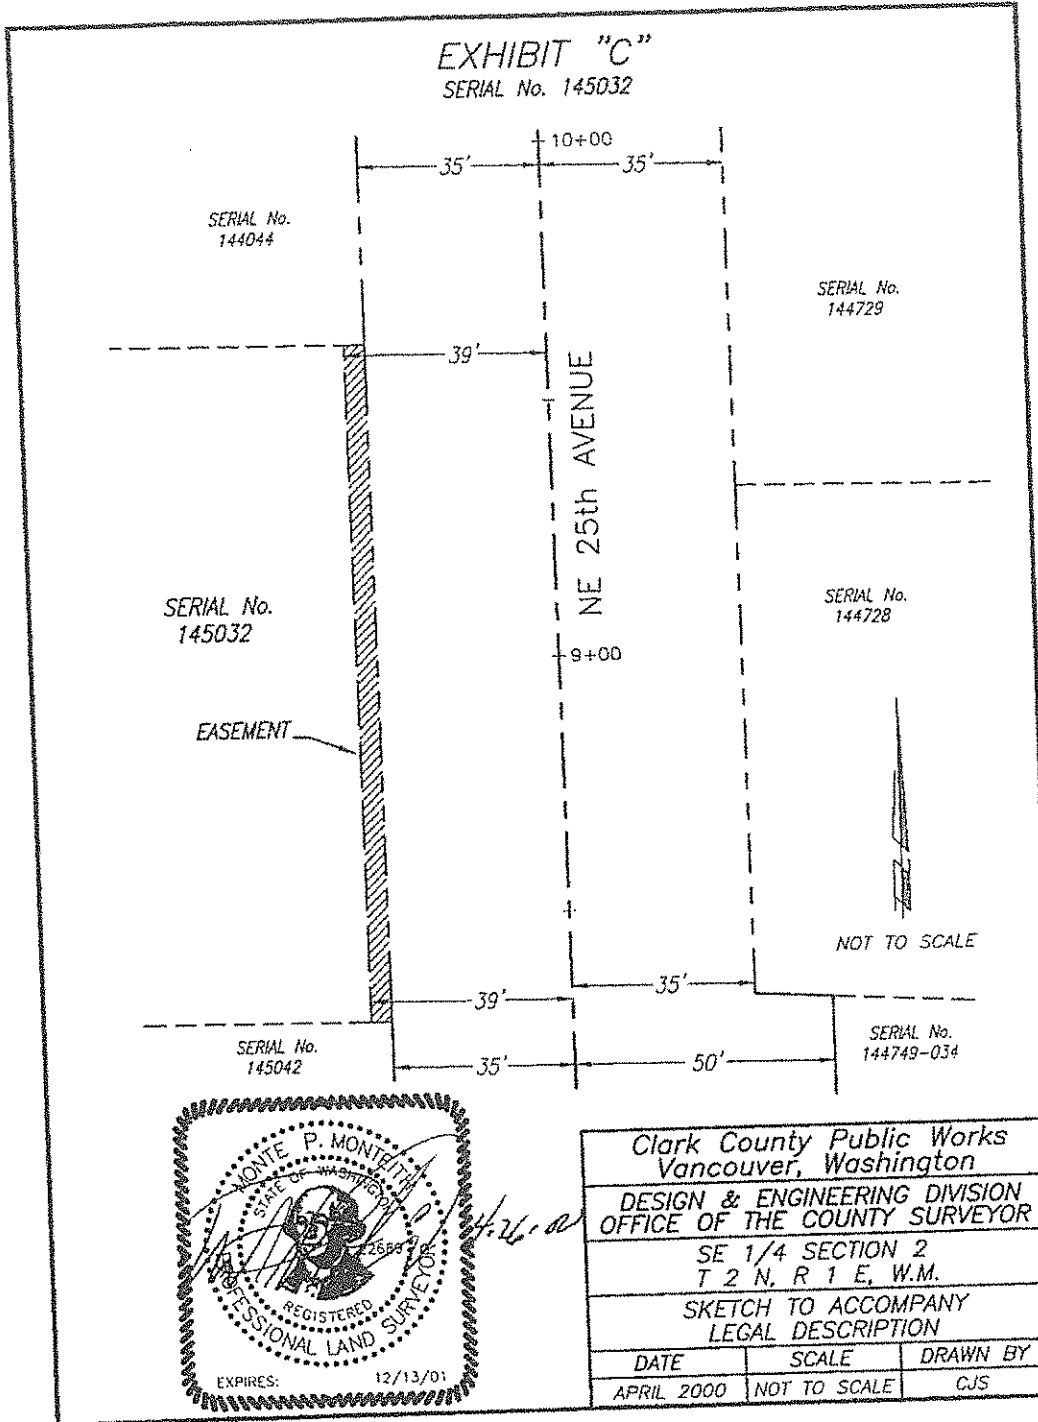 EXHIBIT "C"
SERIAL No. 145032
10+00
35'
35'
SERIAL No.
144044
SERIAL No.
144729
39'
NE 25th AVENUE
SERIAL No.
145032
SERIAL No.
144728
9+00
EASEMENT
NOT TO SCALE
39'
35'
SERIAL No.
145042
SERIAL No.
144749-034
35'
50'
MONTE P. MONTEITH
STATE OF WASHINGTON
REGISTERED
PROFESSIONAL LAND SURVEYOR
EXPIRES: 12/13/01
Clark County Public Works
Vancouver, Washington
DESIGN & ENGINEERING DIVISION
OFFICE OF THE COUNTY SURVEYOR
SE 1/4 SECTION 2
T 2 N, R 1 E, W.M.
SKETCH TO ACCOMPANY
LEGAL DESCRIPTION
DATE SCALE DRAWN BY
APRIL 2000 NOT TO SCALE CJS